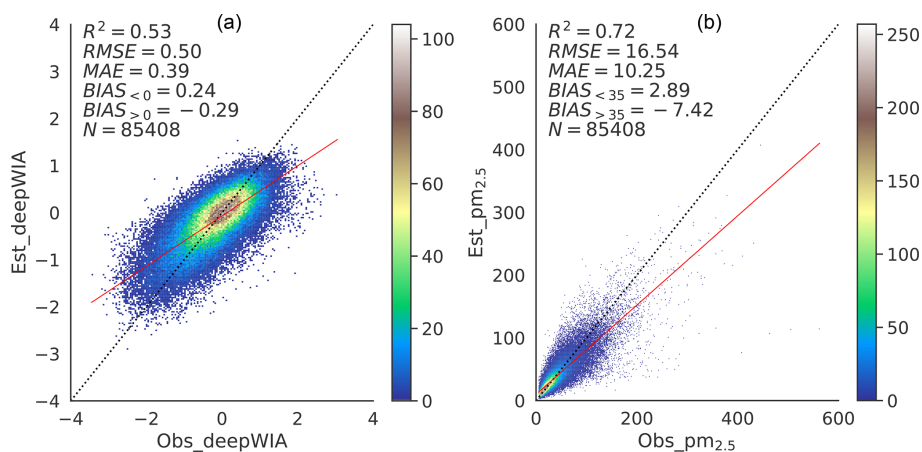 (a)
R² = 0.53
RMSE = 0.50
MAE = 0.39
BIAS<0 = 0.24
BIAS>0 = −0.29
N = 85408
4
3
2
1
0
−1
−2
−3
−4
−4
−2
0
2
4
Est_deepWIA
Obs_deepWIA
100
80
60
40
20
0
(b)
R² = 0.72
RMSE = 16.54
MAE = 10.25
BIAS<35 = 2.89
BIAS>35 = −7.42
N = 85408
600
500
400
300
200
100
0
0
200
400
600
Est_pm2.5
Obs_pm2.5
250
200
150
100
50
0